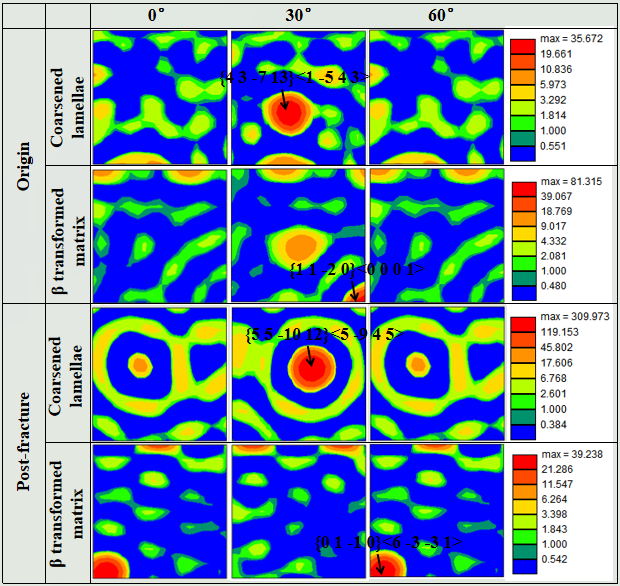 0° 30° 60°
Origin
Coarsened
lamellae
{4 3 -7 13}<1 -5 4 3>
max = 35.672
19.661
10.836
5.973
3.292
1.814
1.000
0.551
β transformed
matrix
{1 1 -2 0}<0 0 0 1>
max = 81.315
39.067
18.769
9.017
4.332
2.081
1.000
0.480
Post-fracture
Coarsened
lamellae
{5 5 -10 12}<5 -9 4 5>
max = 309.973
119.153
45.802
17.606
6.768
2.601
1.000
0.384
β transformed
matrix
{0 1 -1 0}<6 -3 -3 1>
max = 39.238
21.286
11.547
6.264
3.398
1.843
1.000
0.542